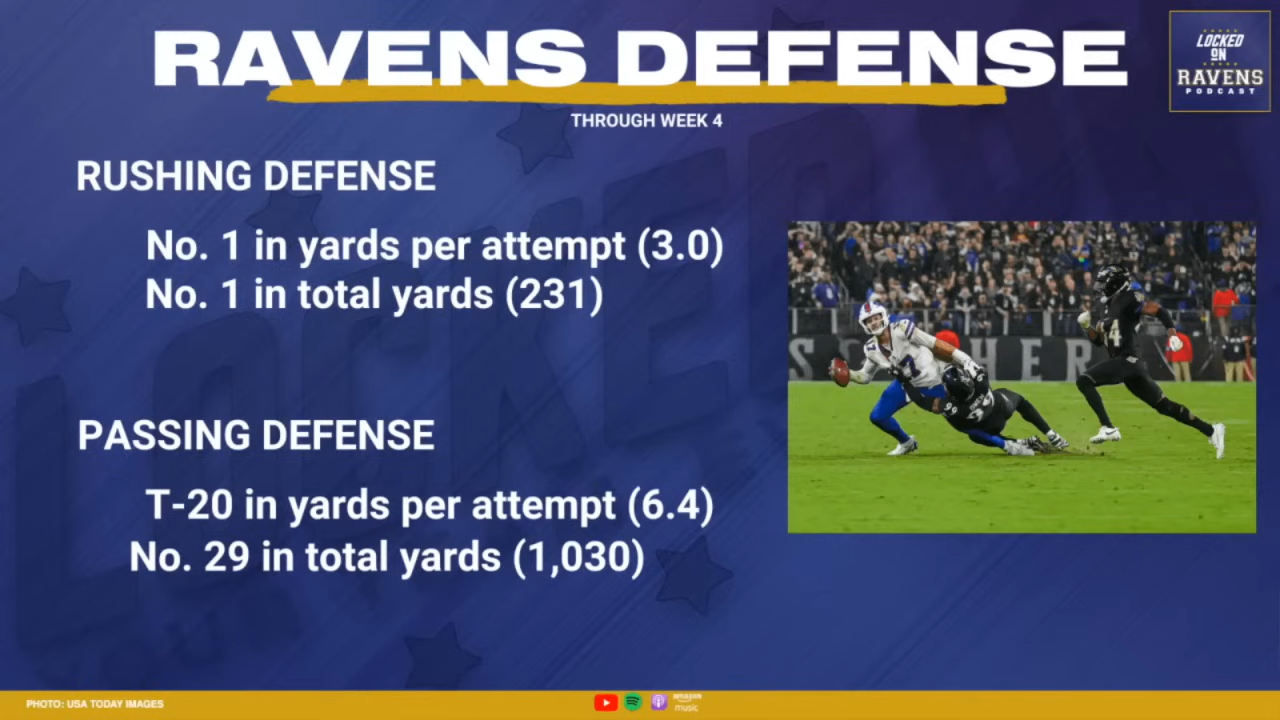 RAVENS DEFENSE
LOCKED
ON
RAVENS
PODCAST
THROUGH WEEK 4
RUSHING DEFENSE
No. 1 in yards per attempt (3.0)
No. 1 in total yards (231)
PASSING DEFENSE
T-20 in yards per attempt (6.4)
No. 29 in total yards (1,030)
PHOTO: USA TODAY IMAGES
amazon
music